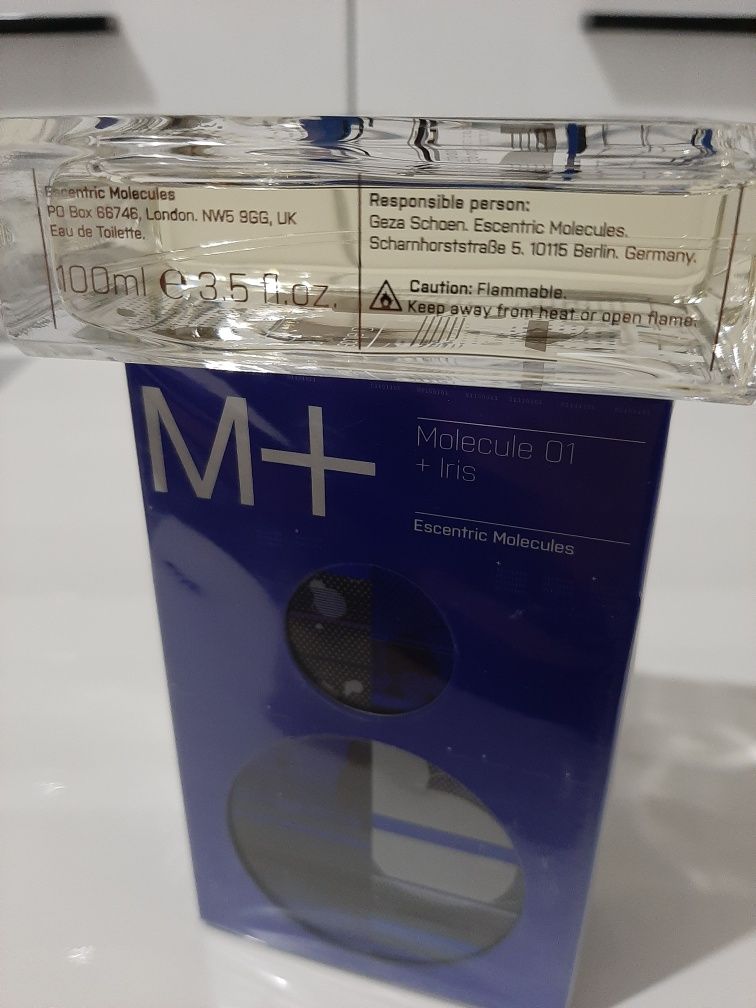 Escentric Molecules
PO Box 66746, London. NW5 9GG, UK
Eau de Toilette.
100ml e 3.5 fl.oz.
Responsible person:
Geza Schoen. Escentric Molecules.
Scharnhorststraße 5. 10115 Berlin. Germany.
Caution: Flammable.
Keep away from heat or open flame.
M+
Molecule 01
+ Iris
Escentric Molecules